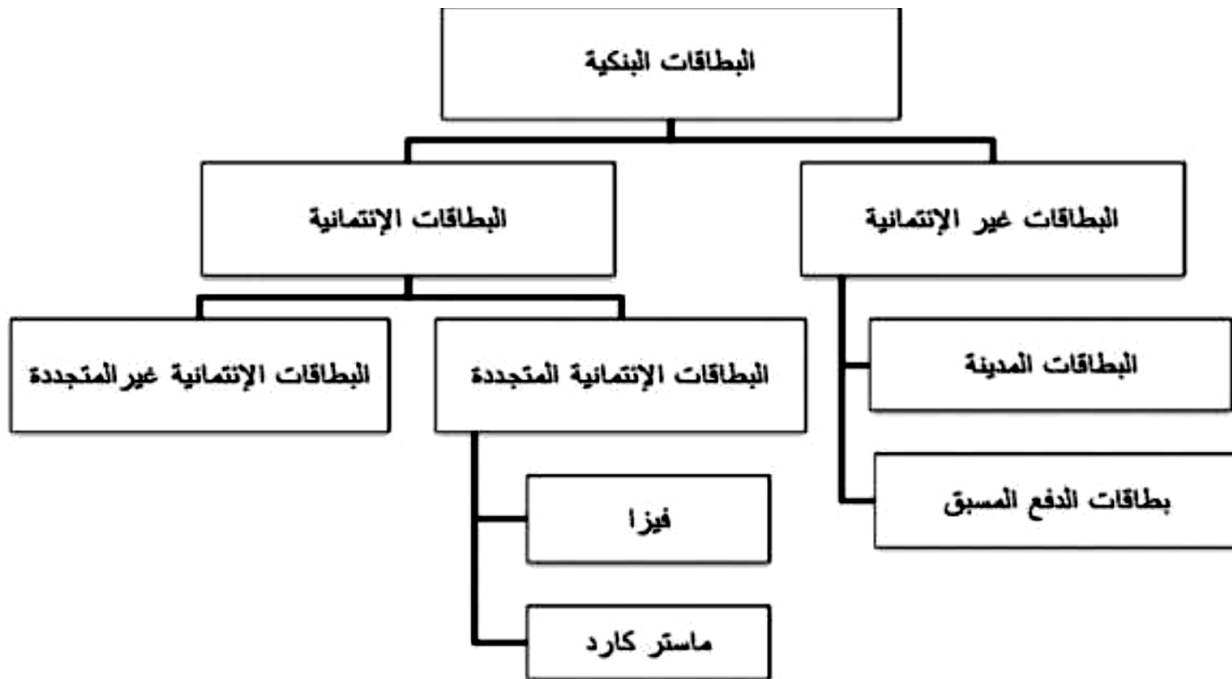 البطاقات البنكية
البطاقات غير الإئتمانية
البطاقات الإئتمانية
البطاقات المدينة
البطاقات الإئتمانية المتجددة
البطاقات الإئتمانية غير المتجددة
بطاقات الدفع المسبق
فيزا
ماستر كارد